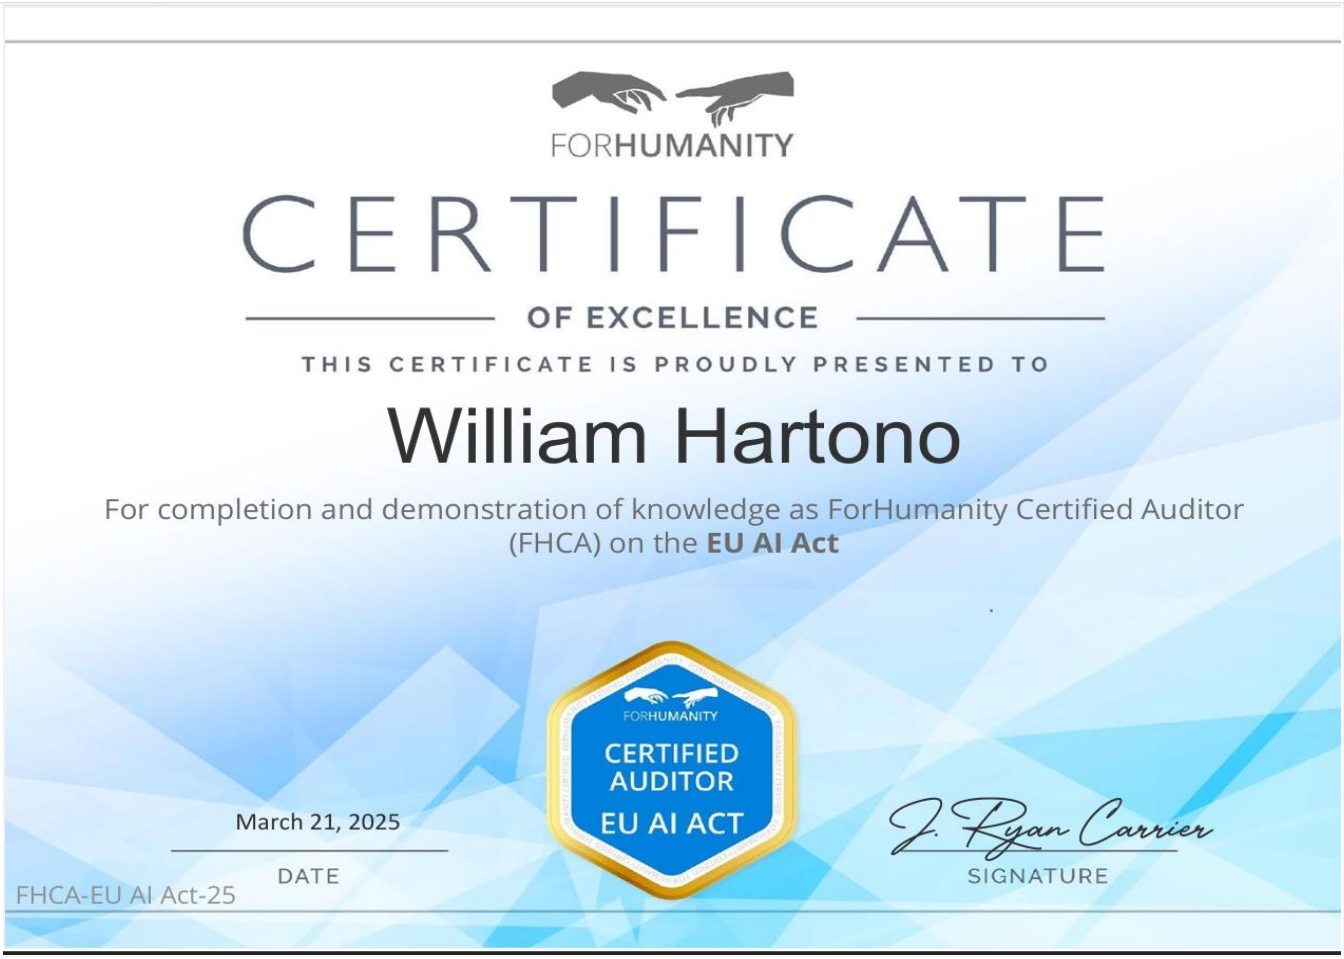 FORHUMANITY
CERTIFICATE
OF EXCELLENCE
THIS CERTIFICATE IS PROUDLY PRESENTED TO
William Hartono
For completion and demonstration of knowledge as ForHumanity Certified Auditor
(FHCA) on the EU AI Act
FORHUMANITY
CERTIFIED
AUDITOR
EU AI ACT
March 21, 2025
DATE
J. Ryan Carrier
SIGNATURE
FHCA-EU AI Act-25